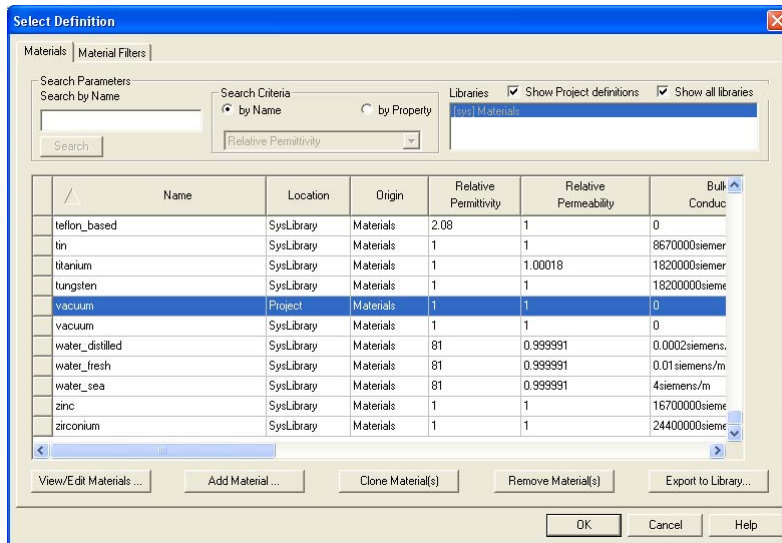 Select Definition
Materials Material Filters
Search Parameters
Search by Name
Search
Search Criteria
by Name by Property
Relative Permittivity
Libraries Show Project definitions Show all libraries
[sys] Materials
Name Location Origin Relative Permittivity Relative Permeability Bulk Conduc
teflon_based SysLibrary Materials 2.08 1 0
tin SysLibrary Materials 1 1 8670000siemen
titanium SysLibrary Materials 1 1.00018 1820000siemen
tungsten SysLibrary Materials 1 1 18200000sieme
vacuum Project Materials 1 1 0
vacuum SysLibrary Materials 1 1 0
water_distilled SysLibrary Materials 81 0.999991 0.0002siemens.
water_fresh SysLibrary Materials 81 0.999991 0.01siemens/m
water_sea SysLibrary Materials 81 0.999991 4siemens/m
zinc SysLibrary Materials 1 1 16700000sieme
zirconium SysLibrary Materials 1 1 24400000sieme
View/Edit Materials ... Add Material ... Clone Material(s) Remove Material(s) Export to Library...
OK Cancel Help